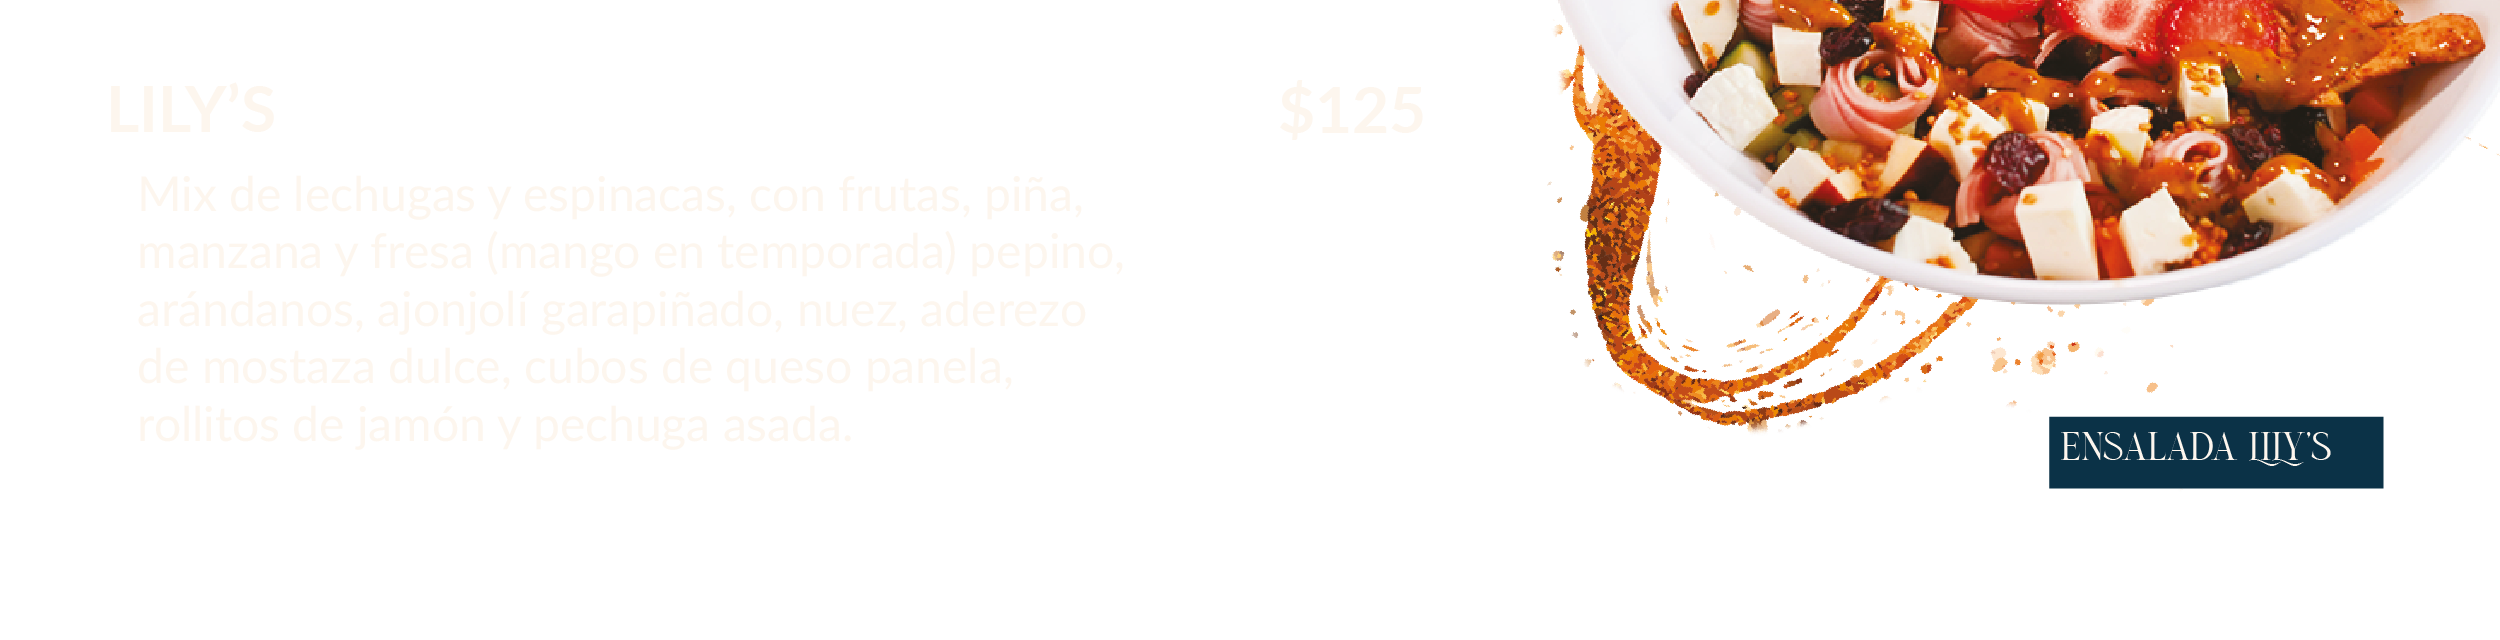 LILY’S $125
Mix de lechugas y espinacas, con frutas, piña,
manzana y fresa (mango en temporada) pepino,
arándanos, ajonjolí garapiñado, nuez, aderezo
de mostaza dulce, cubos de queso panela,
rollitos de jamón y pechuga asada.
ENSALADA LILY’S